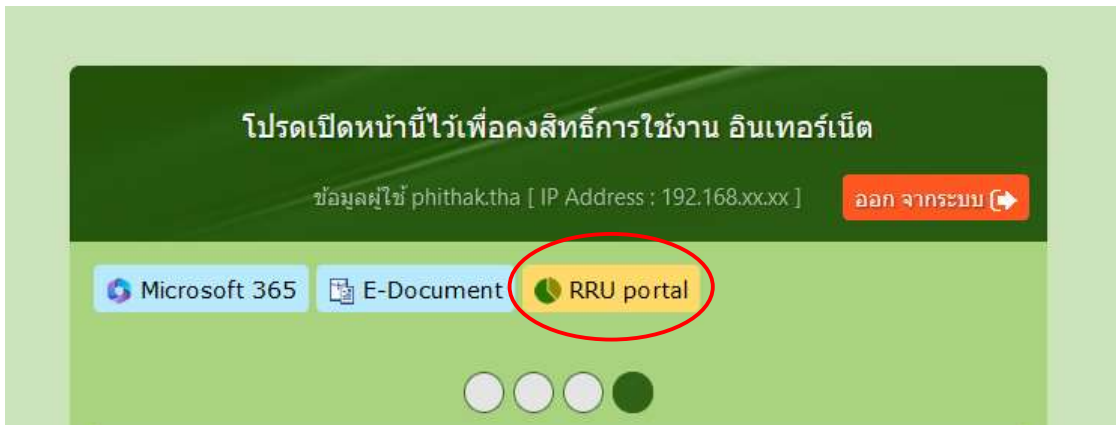 โปรดเปิดหน้านี้ไว้เพื่อคงสิทธิ์การใช้งาน อินเทอร์เน็ต
ข้อมูลผู้ใช้ phithak.tha [ IP Address : 192.168.xx.xx ]
ออก จากระบบ
Microsoft 365
E-Document
RRU portal